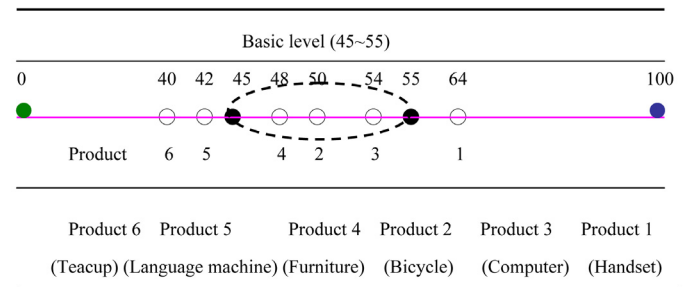 Basic level (45~55)
0 40 42 45 48 50 54 55 64 100
Product 6 5 4 2 3 1
Product 6 Product 5 Product 4 Product 2 Product 3 Product 1
(Teacup) (Language machine) (Furniture) (Bicycle) (Computer) (Handset)